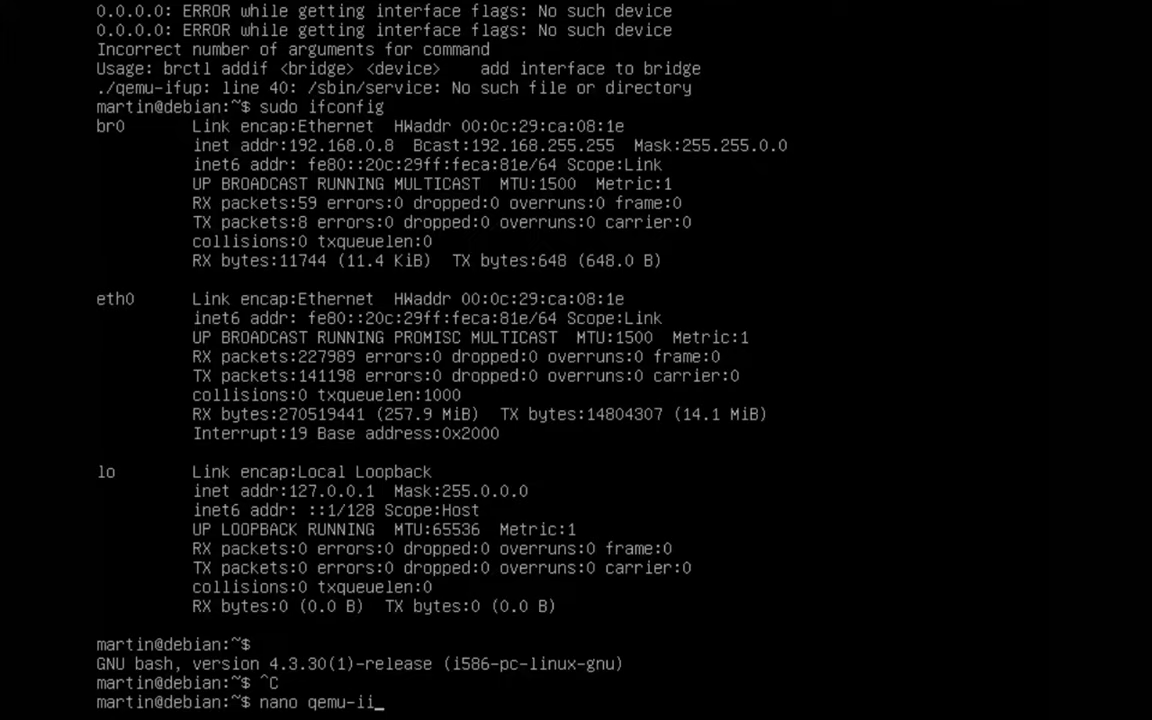 0.0.0.0: ERROR while getting interface flags: No such device
0.0.0.0: ERROR while getting interface flags: No such device
Incorrect number of arguments for command
Usage: brctl addif <bridge> <device>    add interface to bridge
./qemu-ifup: line 40: /sbin/service: No such file or directory
martin@debian:~$ sudo ifconfig
br0       Link encap:Ethernet  HWaddr 00:0c:29:ca:08:1e
          inet addr:192.168.0.8  Bcast:192.168.255.255  Mask:255.255.0.0
          inet6 addr: fe80::20c:29ff:feca:81e/64 Scope:Link
          UP BROADCAST RUNNING MULTICAST  MTU:1500  Metric:1
          RX packets:59 errors:0 dropped:0 overruns:0 frame:0
          TX packets:8 errors:0 dropped:0 overruns:0 carrier:0
          collisions:0 txqueuelen:0
          RX bytes:11744 (11.4 KiB)  TX bytes:648 (648.0 B)

eth0      Link encap:Ethernet  HWaddr 00:0c:29:ca:08:1e
          inet6 addr: fe80::20c:29ff:feca:81e/64 Scope:Link
          UP BROADCAST RUNNING PROMISC MULTICAST  MTU:1500  Metric:1
          RX packets:227989 errors:0 dropped:0 overruns:0 frame:0
          TX packets:141198 errors:0 dropped:0 overruns:0 carrier:0
          collisions:0 txqueuelen:1000
          RX bytes:270519441 (257.9 MiB)  TX bytes:14804307 (14.1 MiB)
          Interrupt:19 Base address:0x2000

lo        Link encap:Local Loopback
          inet addr:127.0.0.1  Mask:255.0.0.0
          inet6 addr: ::1/128 Scope:Host
          UP LOOPBACK RUNNING  MTU:65536  Metric:1
          RX packets:0 errors:0 dropped:0 overruns:0 frame:0
          TX packets:0 errors:0 dropped:0 overruns:0 carrier:0
          collisions:0 txqueuelen:0
          RX bytes:0 (0.0 B)  TX bytes:0 (0.0 B)

martin@debian:~$
GNU bash, version 4.3.30(1)-release (i586-pc-linux-gnu)
martin@debian:~$ ^C
martin@debian:~$ nano qemu-ii_